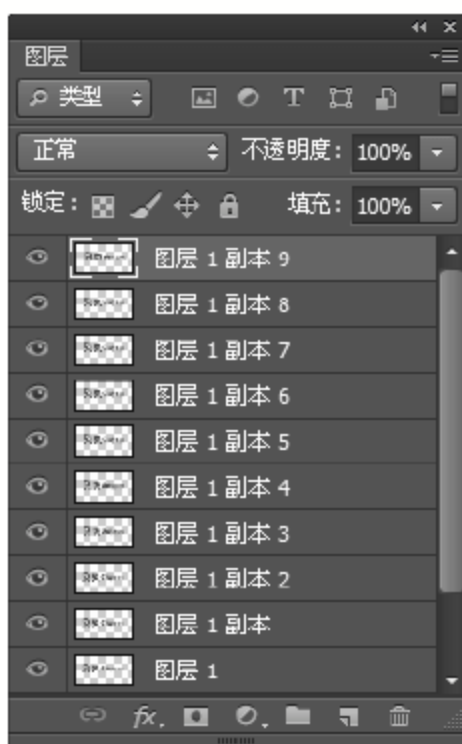 图层
类型
正常 不透明度: 100%
锁定: 填充: 100%
图层 1 副本 9
图层 1 副本 8
图层 1 副本 7
图层 1 副本 6
图层 1 副本 5
图层 1 副本 4
图层 1 副本 3
图层 1 副本 2
图层 1 副本
图层 1
fx.